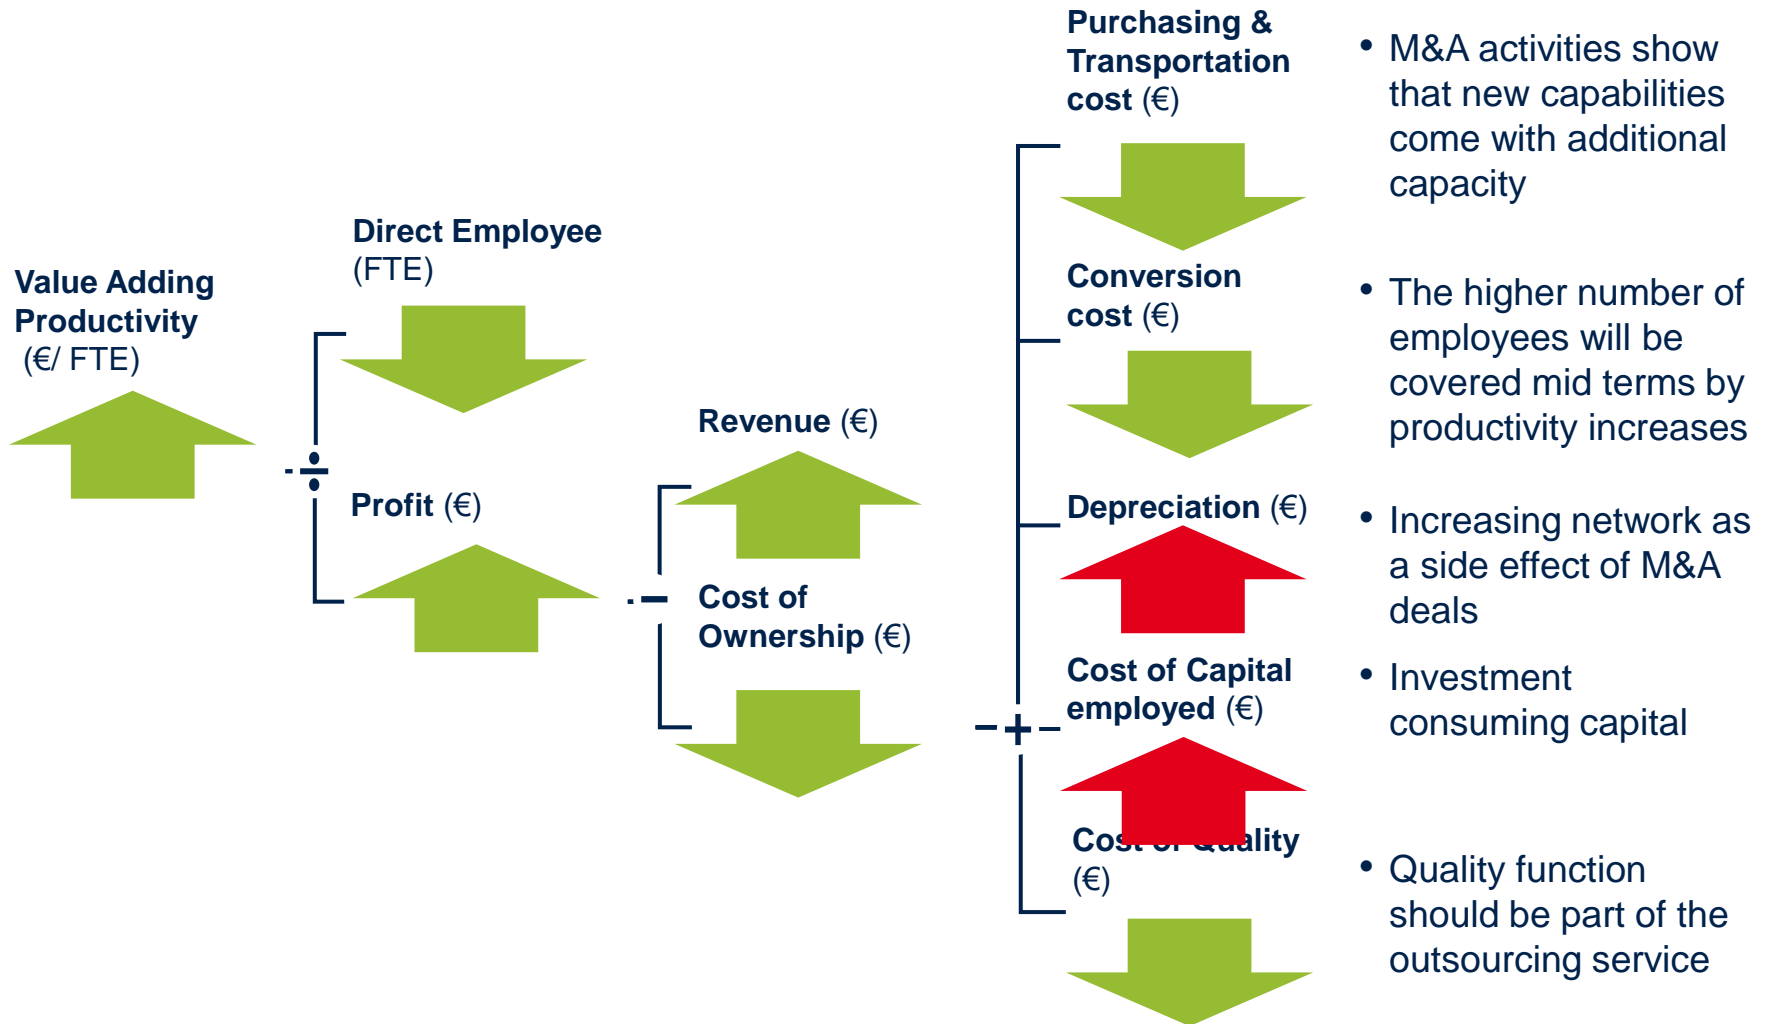 Value Adding
Productivity
(€/ FTE)
Direct Employee
(FTE)
Profit (€)
Revenue (€)
Cost of
Ownership (€)
Purchasing &
Transportation
cost (€)
Conversion
cost (€)
Depreciation (€)
Cost of Capital
employed (€)
Cost of Quality
(€)
• M&A activities show
that new capabilities
come with additional
capacity
• The higher number of
employees will be
covered mid terms by
productivity increases
• Increasing network as
a side effect of M&A
deals
• Investment
consuming capital
• Quality function
should be part of the
outsourcing service